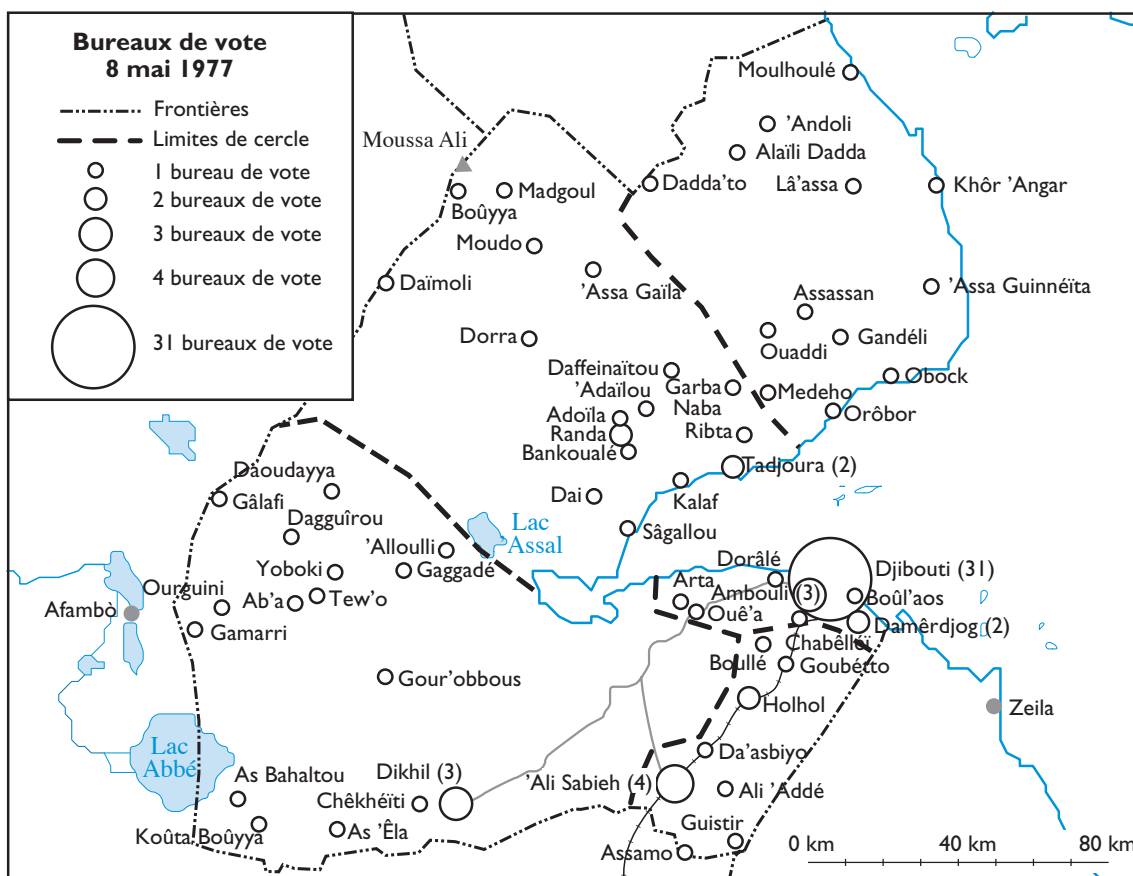 Bureaux de vote
8 mai 1977
Frontières
Limites de cercle
1 bureau de vote
2 bureaux de vote
3 bureaux de vote
4 bureaux de vote
31 bureaux de vote
Moulhoulé
'Andoli
Alaïli Dadda
Moussa Ali
Dadda'to
Lâ'assa
Khôr 'Angar
Madgoul
Boûyya
Moudo
Daïmoli
'Assa Gaïla
'Assa Guinnéïta
Assassan
Dorra
Ouaddi
Gandéli
Daffeinaïtou
'Adaïlou
Garba
Naba
Medeho
Obock
Adoïla
Orôbor
Randa
Ribta
Bankoualé
Tadjoura (2)
Daoudayya
Gâlafi
Dai
Kalaf
Dagguîrou
Lac
'Assal
Sâgallou
'Alloulli
Dorâlé
Djibouti (31)
Yoboki
Gaggadé
Ourguini
Arta
Ambouli (3)
Boûl'aos
Afambò
Ab'a
Tew'o
Ouê'a
Damêrdjog (2)
Gamarri
Chabêlleï
Boullé
Goubétto
Gour'obbous
Holhol
Zeila
Lac
Abbé
Da'asbiyo
As Bahaltou
Dikhil (3)
'Ali Sabieh (4)
Chêkhéïti
Ali 'Addé
Koûta Boûyya
As 'Êla
Guistir
Assamo
0 km
40 km
80 km